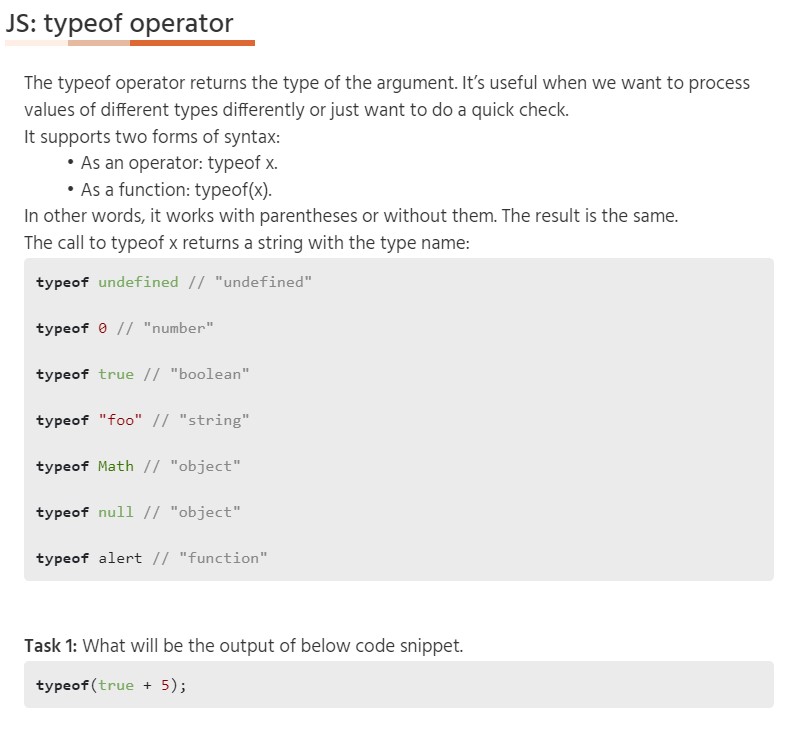 JS: typeof operator
The typeof operator returns the type of the argument. It’s useful when we want to process
values of different types differently or just want to do a quick check.
It supports two forms of syntax:
• As an operator: typeof x.
• As a function: typeof(x).
In other words, it works with parentheses or without them. The result is the same.
The call to typeof x returns a string with the type name:
typeof undefined // "undefined"
typeof 0 // "number"
typeof true // "boolean"
typeof "foo" // "string"
typeof Math // "object"
typeof null // "object"
typeof alert // "function"
Task 1: What will be the output of below code snippet.
typeof(true + 5);